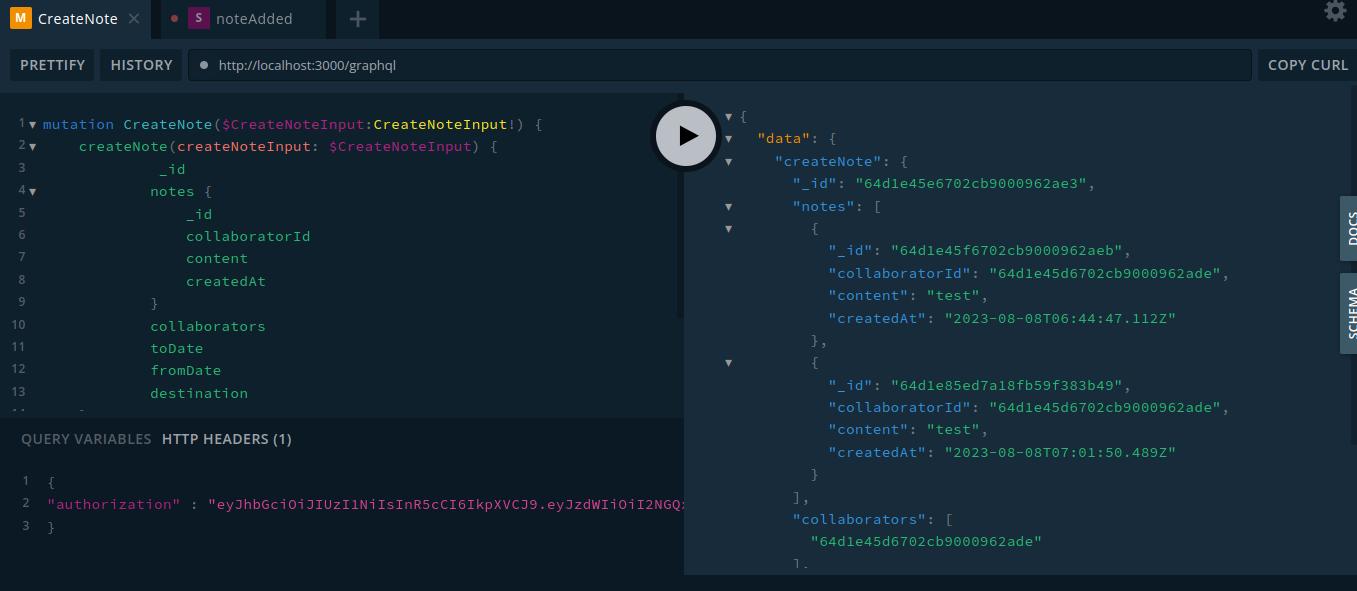 M CreateNote ×
S noteAdded
+
PRETTIFY
HISTORY
http://localhost:3000/graphql
COPY CURL
1 mutation CreateNote($CreateNoteInput:CreateNoteInput!) {
2 createNote(createNoteInput: $CreateNoteInput) {
3 _id
4 notes {
5 _id
6 collaboratorId
7 content
8 createdAt
9 }
10 collaborators
11 toDate
12 fromDate
13 destination
QUERY VARIABLES HTTP HEADERS (1)
1 {
2 "authorization" : "eyJhbGciOiJIUzI1NiIsInR5cCI6IkpXVCJ9.eyJzdWIiOiI2NGQ
3 }
{
"data": {
"createNote": {
"_id": "64d1e45e6702cb9000962ae3",
"notes": [
{
"_id": "64d1e45f6702cb9000962aeb",
"collaboratorId": "64d1e45d6702cb9000962ade",
"content": "test",
"createdAt": "2023-08-08T06:44:47.112Z"
},
{
"_id": "64d1e85ed7a18fb59f383b49",
"collaboratorId": "64d1e45d6702cb9000962ade",
"content": "test",
"createdAt": "2023-08-08T07:01:50.489Z"
}
],
"collaborators": [
"64d1e45d6702cb9000962ade"
],
DOCS
SCHEMA